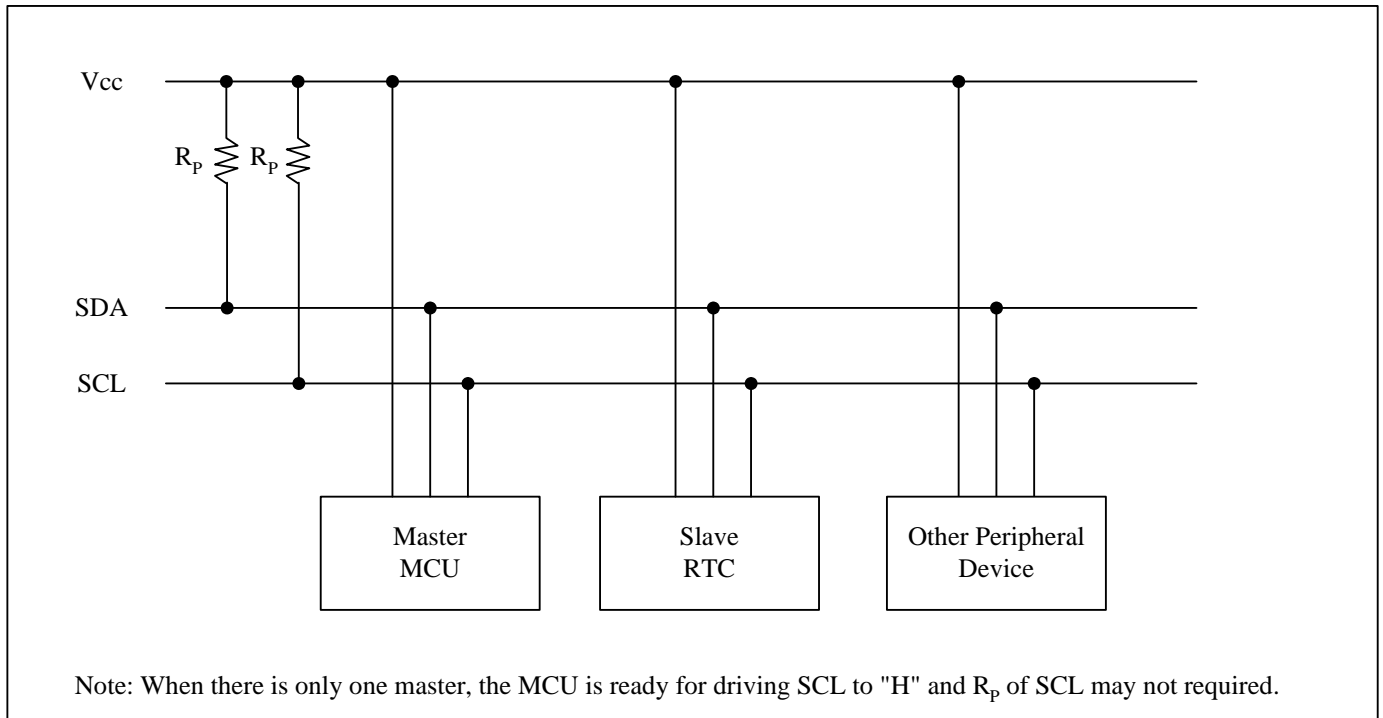 Vcc
R_P R_P
SDA
SCL
Master
MCU
Slave
RTC
Other Peripheral
Device
Note: When there is only one master, the MCU is ready for driving SCL to "H" and R_P of SCL may not required.